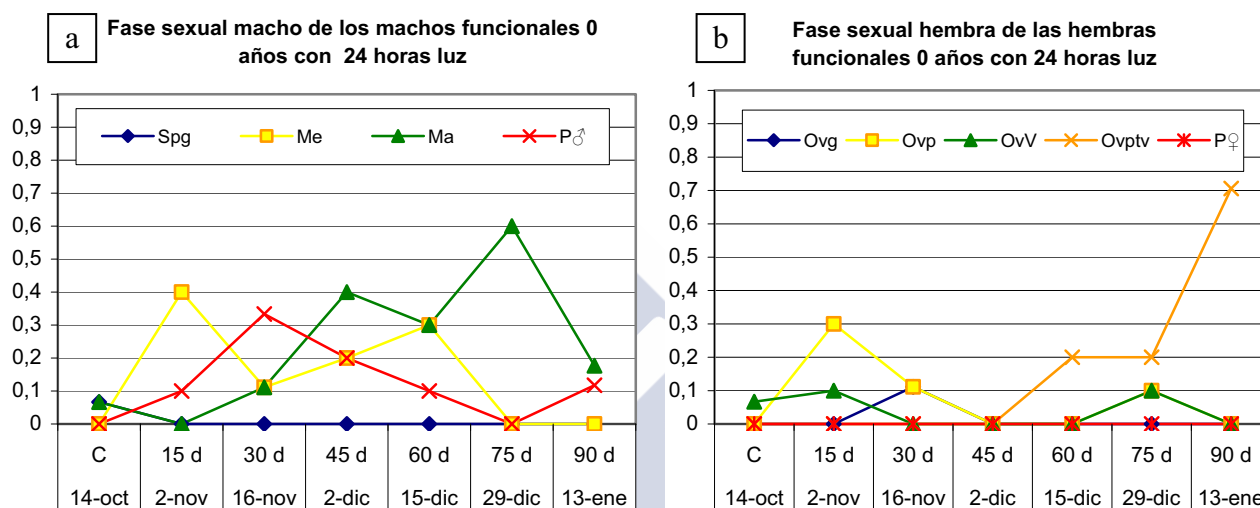 a
Fase sexual macho de los machos funcionales 0
años con 24 horas luz
Spg Me Ma P♂
1
0,9
0,8
0,7
0,6
0,5
0,4
0,3
0,2
0,1
0
C 15 d 30 d 45 d 60 d 75 d 90 d
14-oct 2-nov 16-nov 2-dic 15-dic 29-dic 13-ene
b
Fase sexual hembra de las hembras
funcionales 0 años con 24 horas luz
Ovg Ovp OvV Ovptv P♀
1
0,9
0,8
0,7
0,6
0,5
0,4
0,3
0,2
0,1
0
C 15 d 30 d 45 d 60 d 75 d 90 d
14-oct 2-nov 16-nov 2-dic 15-dic 29-dic 13-ene